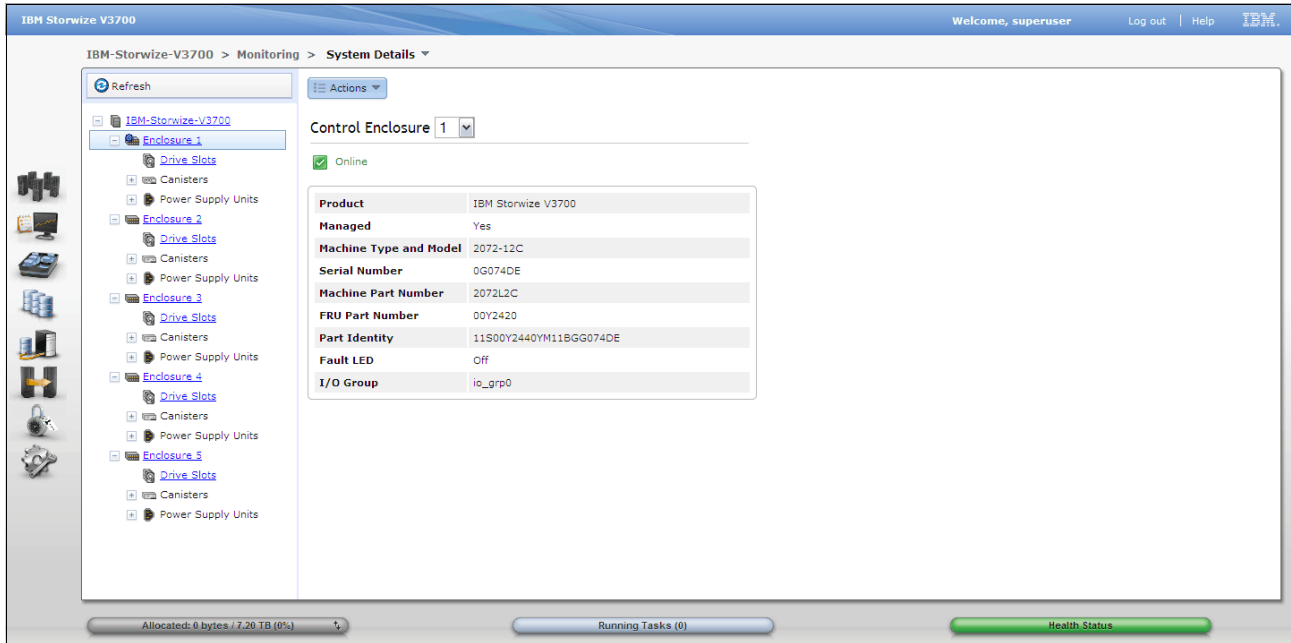 IBM Storwize V3700
Welcome, superuser
Log out | Help
IBM.
IBM-Storwize-V3700 > Monitoring > System Details
Refresh
Actions
IBM-Storwize-V3700
Enclosure 1
Drive Slots
Canisters
Power Supply Units
Enclosure 2
Drive Slots
Canisters
Power Supply Units
Enclosure 3
Drive Slots
Canisters
Power Supply Units
Enclosure 4
Drive Slots
Canisters
Power Supply Units
Enclosure 5
Drive Slots
Canisters
Power Supply Units
Control Enclosure 1
Online
Product IBM Storwize V3700
Managed Yes
Machine Type and Model 2072-12C
Serial Number 0G074DE
Machine Part Number 2072L2C
FRU Part Number 00Y2420
Part Identity 11S00Y2440YM11BGG074DE
Fault LED Off
I/O Group io_grp0
Allocated: 0 bytes / 7.20 TB (0%)
Running Tasks (0)
Health Status